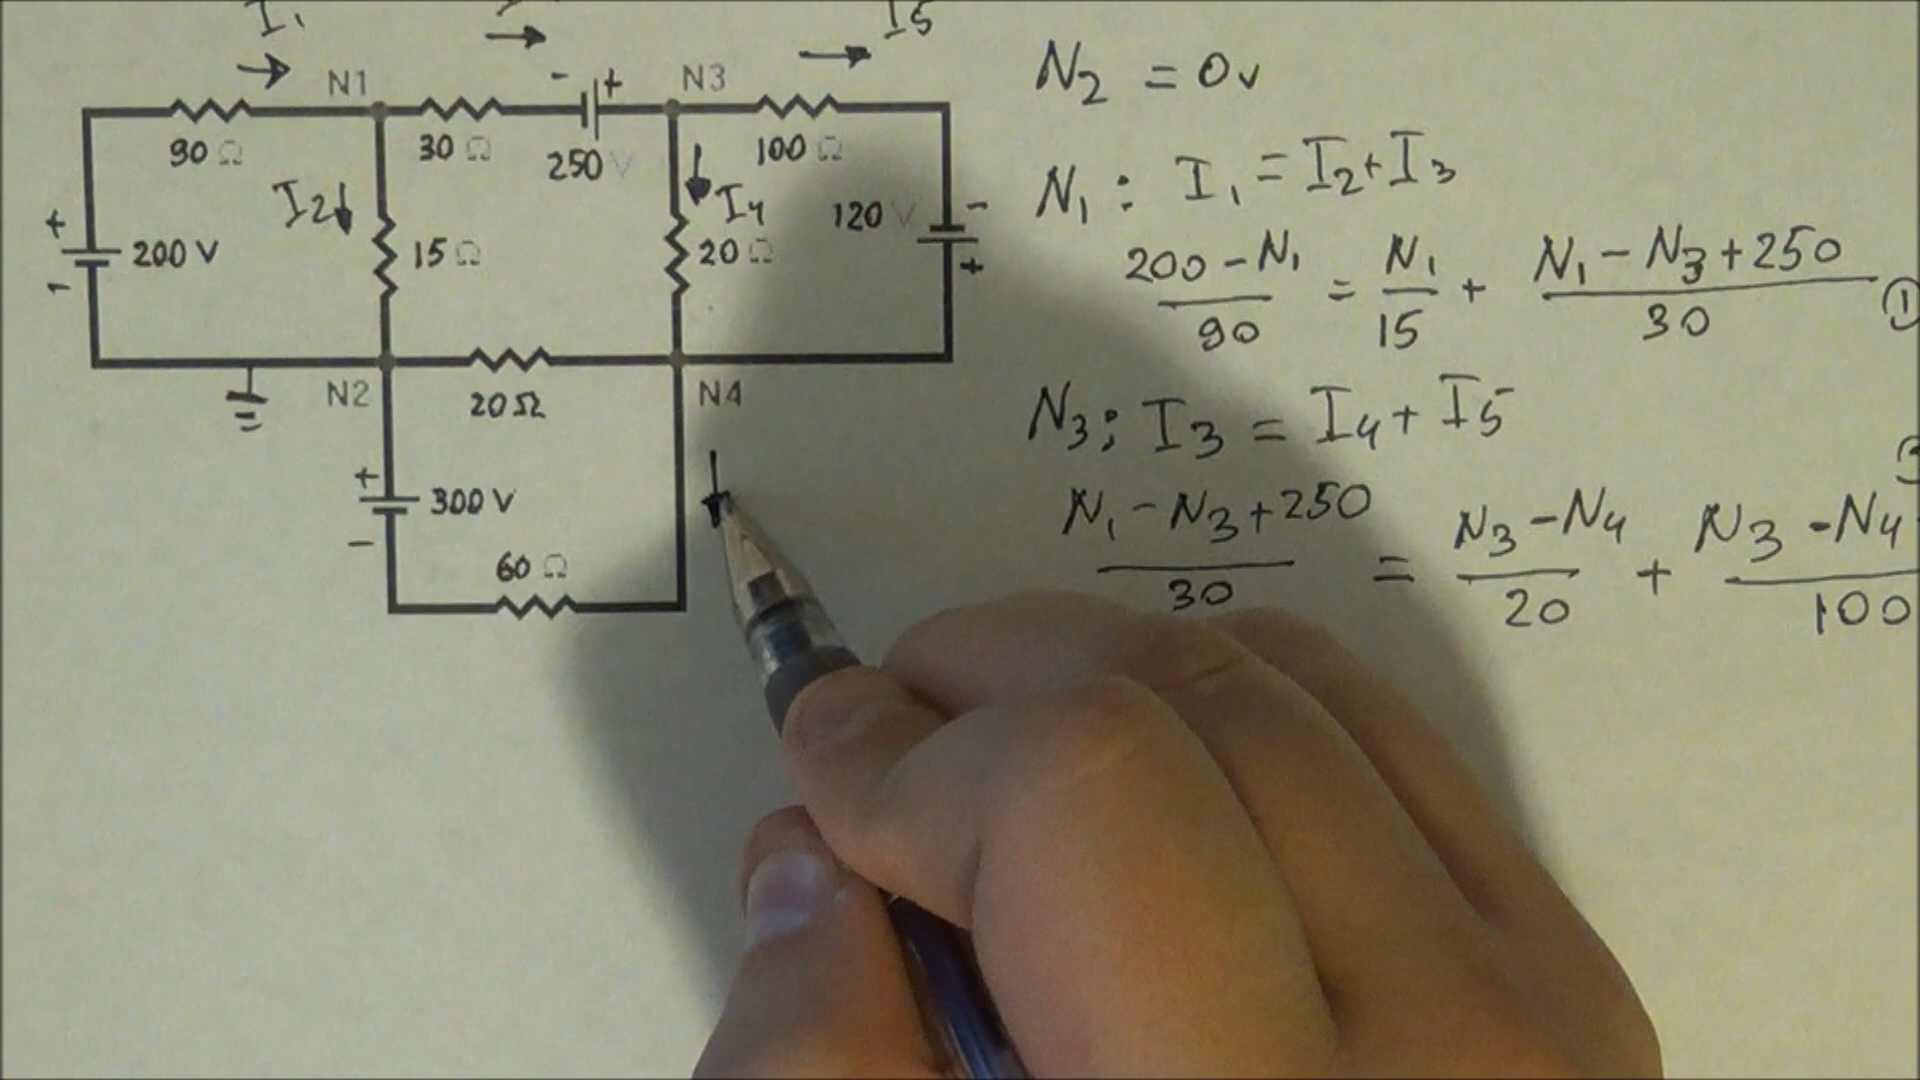 I1
I5
N1
N3
90 Ω
30 Ω
- +
250 V
100 Ω
I2
I4
+
200 V
-
15 Ω
20 Ω
120 V
-
+
N2
20 Ω
N4
+
300 V
-
60 Ω
N2 = 0v
N1 : I1 = I2 + I3
200 - N1 / 90 = N1 / 15 + N1 - N3 + 250 / 30 ①
N3 ; I3 = I4 + I5
N1 - N3 + 250 / 30 = N3 - N4 / 20 + N3 - N4 / 100